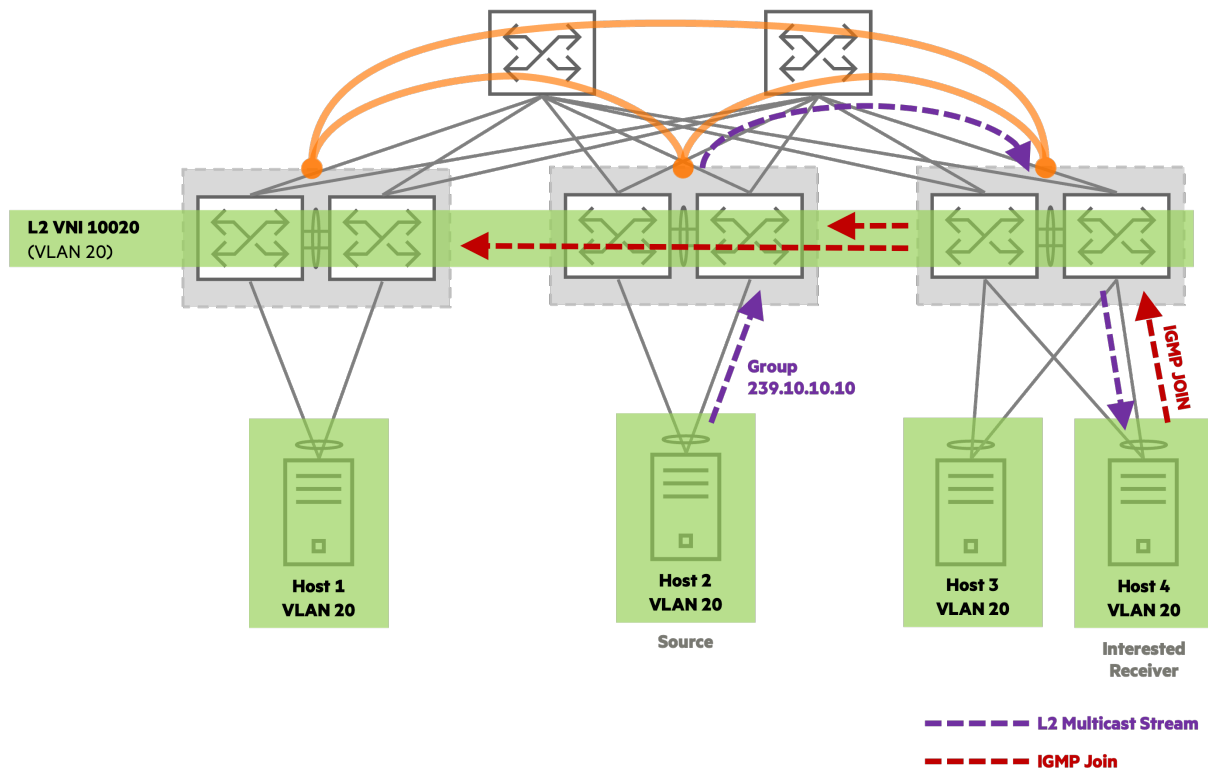 L2 VNI 10020
(VLAN 20)
Group
239.10.10.10
IGMP JOIN
Host 1
VLAN 20
Host 2
VLAN 20
Source
Host 3
VLAN 20
Host 4
VLAN 20
Interested
Receiver
L2 Multicast Stream
IGMP Join